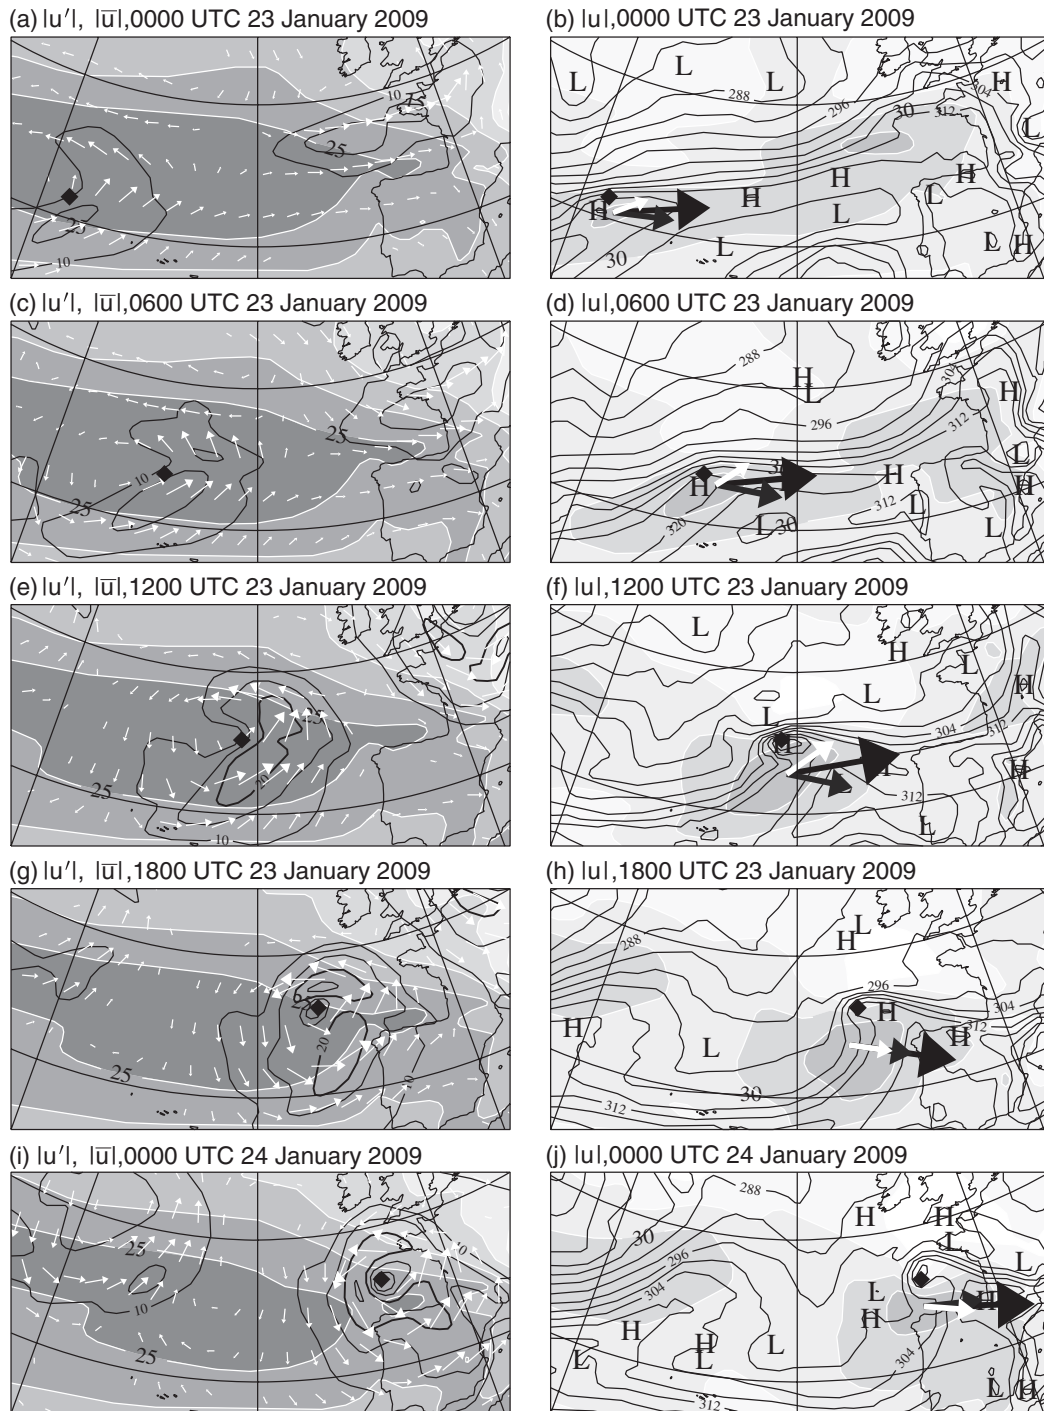 (a) |u′|, |u̅|,0000 UTC 23 January 2009
10
25
25
10
(b) |u|,0000 UTC 23 January 2009
L L L H
288 296 304
30 312
L
H H H
H L L
L L H
30
(c) |u′|, |u̅|,0600 UTC 23 January 2009
25
10
25
(d) |u|,0600 UTC 23 January 2009
288
H
L
304
H
296 312
L
H H H
312 L
320 L 30 L
(e) |u′|, |u̅|,1200 UTC 23 January 2009
25
25
20
10
(f) |u|,1200 UTC 23 January 2009
L H L
L H
L
304 312
H
312
L
(g) |u′|, |u̅|,1800 UTC 23 January 2009
25
20
25
10
(h) |u|,1800 UTC 23 January 2009
288 H L
296
304
H 312
H H
L
30
312
(i) |u′|, |u̅|,0000 UTC 24 January 2009
25
10
10
25
(j) |u|,0000 UTC 24 January 2009
288
H H
30 L
296 L
304 L H
H H H
L L L 304
L H
312